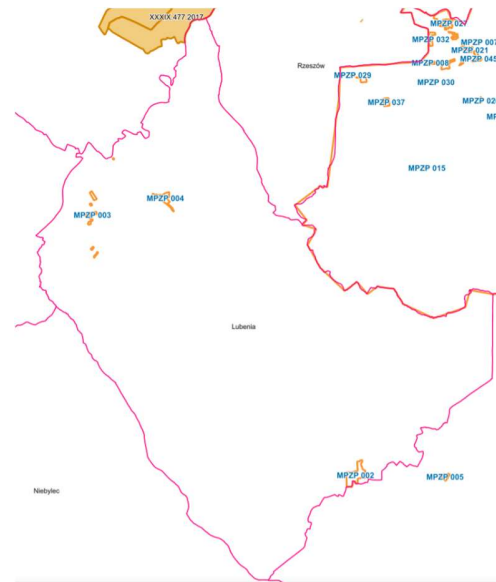 XXXIX.477.2017
MPZP 027
MPZP 032
MPZP 007
MPZP 021
MPZP 045
MPZP 008
Rzeszów
MPZP 029
MPZP 030
MPZP 037
MPZP 015
MPZP 003
MPZP 004
Lubenia
MPZP 002
MPZP 005
Niebylec